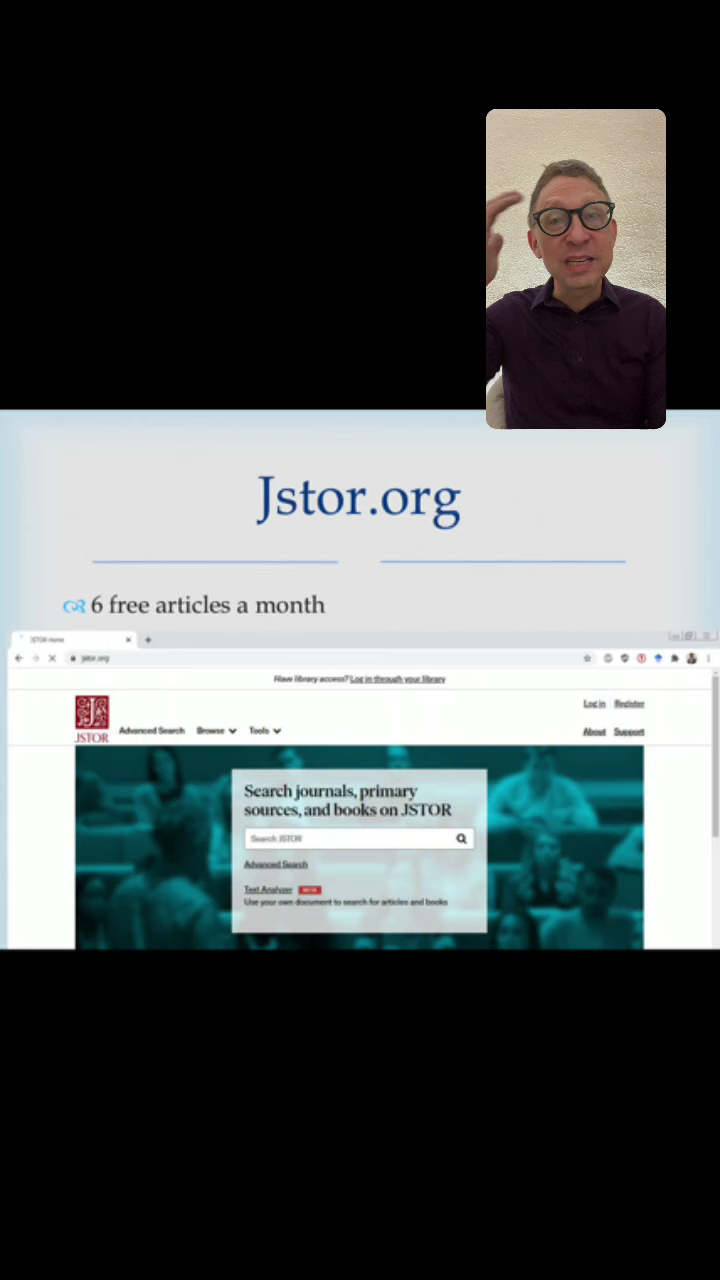 Jstor.org
6 free articles a month
JSTOR Home
jstor.org
Have library access? Log in through your library
Log in Register
JSTOR
Advanced Search Browse Tools
About Support
Search journals, primary
sources, and books on JSTOR
Search JSTOR
Advanced Search
Text Analyzer BETA
Use your own document to search for articles and books